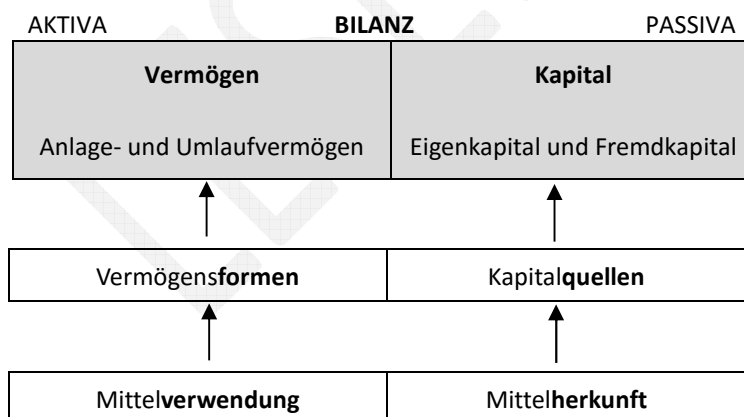 AKTIVA BILANZ PASSIVA
Vermögen Kapital
Anlage- und Umlaufvermögen Eigenkapital und Fremdkapital
Vermögensformen Kapitalquellen
Mittelverwendung Mittelherkunft